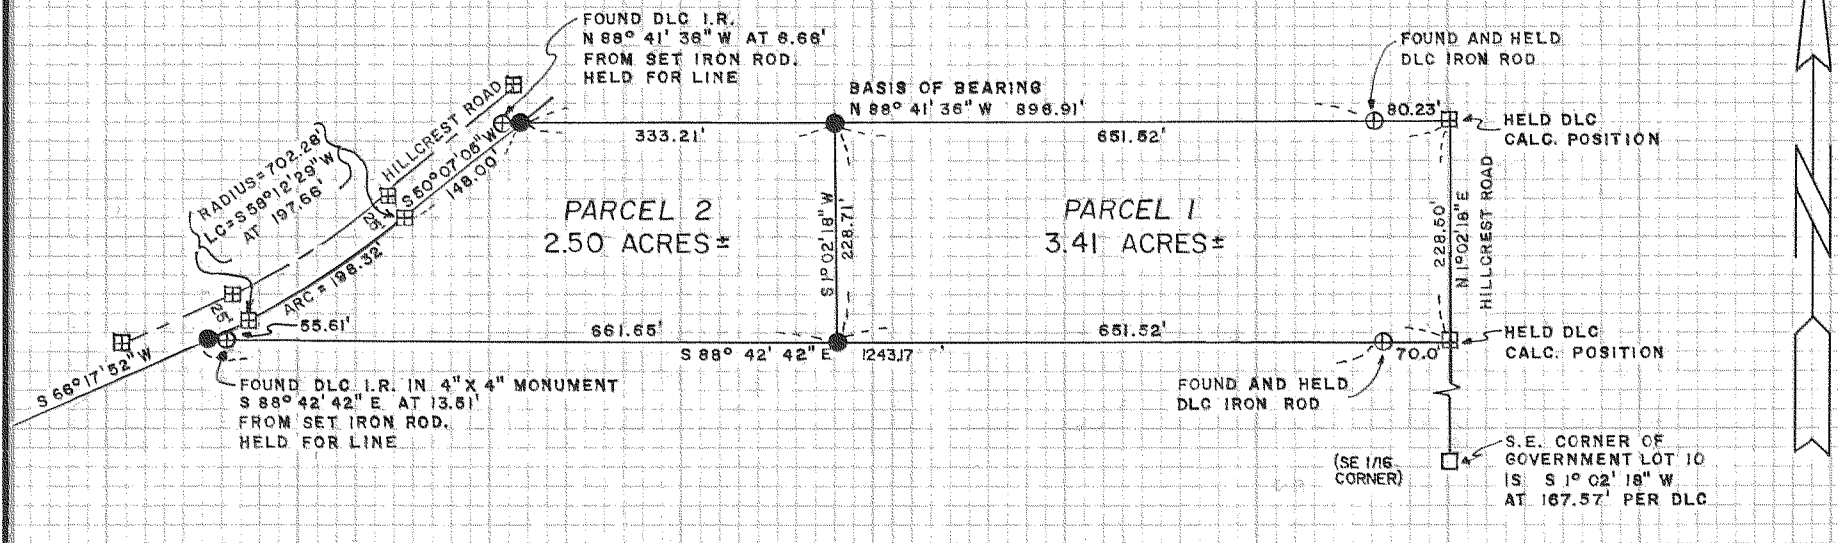 FOUND DLC I.R.
N 88° 41' 36" W AT 6.66'
FROM SET IRON ROD.
HELD FOR LINE
FOUND AND HELD
DLC IRON ROD
BASIS OF BEARING
N 88° 41' 36" W 896.91'
333.21'
651.52'
80.23'
HELD DLC
CALC. POSITION
HILLCREST ROAD
S 50° 07' 05" W
148.00'
RADIUS = 702.28'
LC = S 58° 12' 29" W
AT 197.66'
25'
ARC = 198.32'
25'
PARCEL 2
2.50 ACRES ±
S 1° 02' 18" W
228.71'
PARCEL 1
3.41 ACRES ±
228.50'
N 1° 02' 18" E
HILLCREST ROAD
55.61'
661.65'
651.52'
S 88° 42' 42" E 1243.17'
70.0'
HELD DLC
CALC. POSITION
S 66° 17' 52" W
FOUND DLC I.R. IN 4" X 4" MONUMENT
S 88° 42' 42" E AT 13.51'
FROM SET IRON ROD.
HELD FOR LINE
FOUND AND HELD
DLC IRON ROD
(SE 1/16
CORNER)
S.E. CORNER OF
GOVERNMENT LOT 10
IS S 1° 02' 18" W
AT 167.57' PER DLC
N